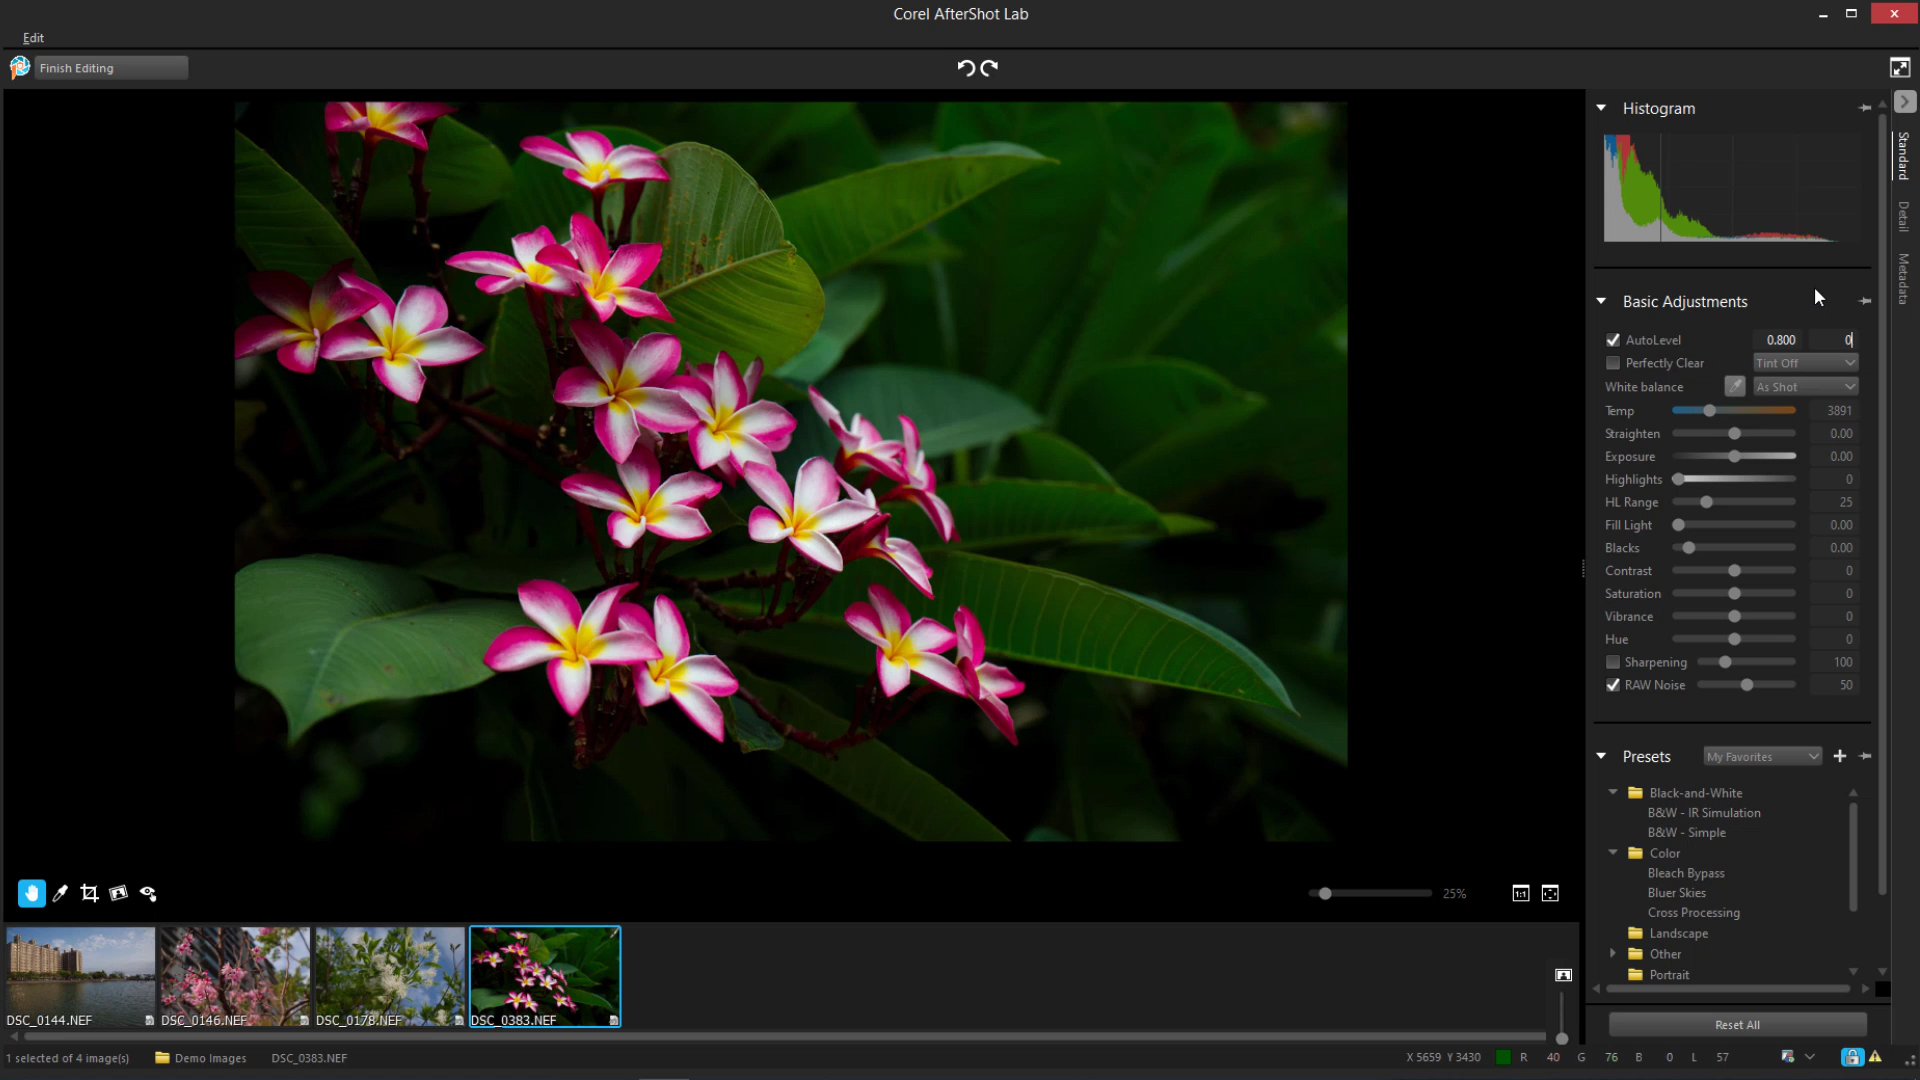 Corel AfterShot Lab
Edit
Finish Editing
Histogram
Standard
Detail
Metadata
Basic Adjustments
AutoLevel 0.800 0
Perfectly Clear Tint Off
White balance As Shot
Temp 3891
Straighten 0.00
Exposure 0.00
Highlights 0
HL Range 25
Fill Light 0.00
Blacks 0.00
Contrast 0
Saturation 0
Vibrance 0
Hue 0
Sharpening 100
RAW Noise 50
Presets My Favorites
Black-and-White
B&W - IR Simulation
B&W - Simple
Color
Bleach Bypass
Bluer Skies
Cross Processing
Landscape
Other
Portrait
25%
1:1
DSC_0144.NEF DSC_0146.NEF DSC_0178.NEF DSC_0383.NEF
Reset All
1 selected of 4 image(s) Demo Images DSC_0383.NEF X 5659 Y 3430 R 40 G 76 B 0 L 57